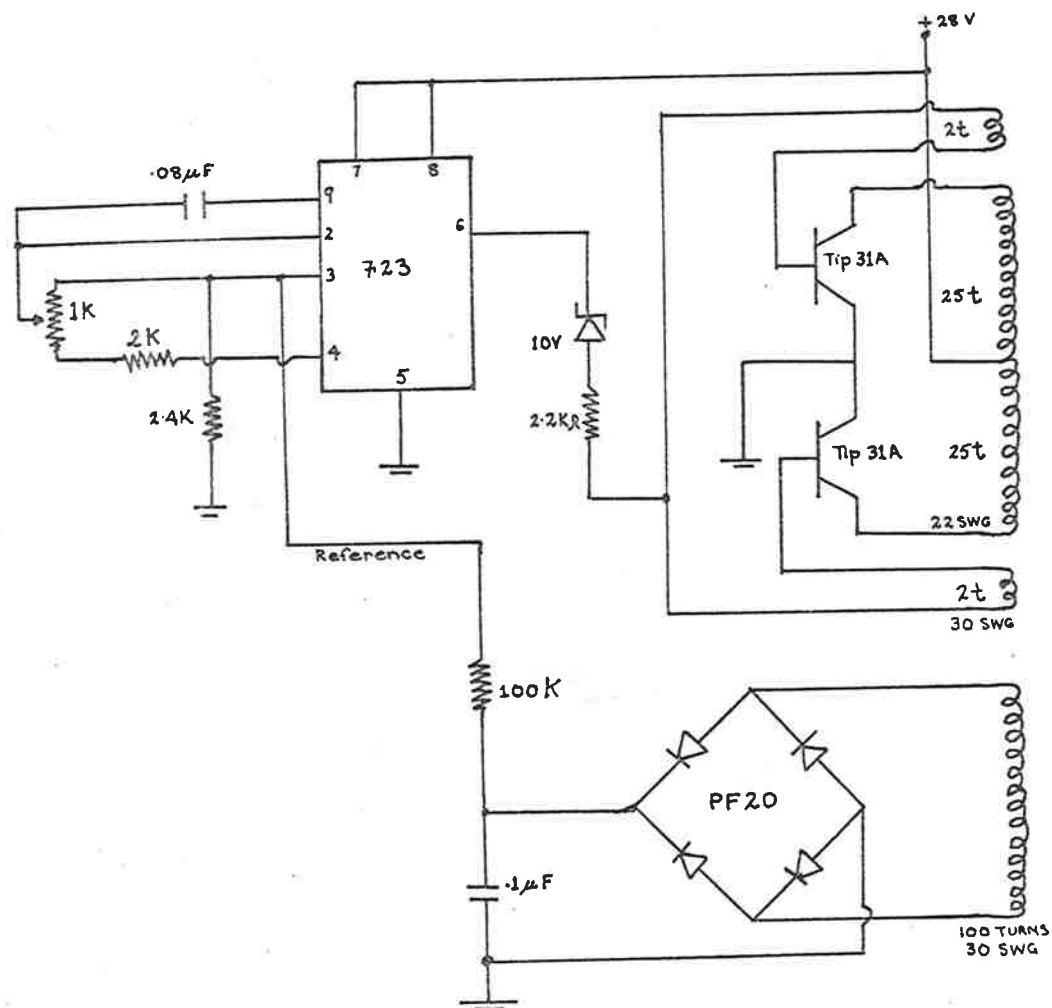 + 28 V
2t
7 8
.08µF
9
2
6
3
723
Tip 31A
1K
25t
2K
10V
4
5
2.4K
2.2KΩ
Tip 31A
25t
22 SWG
Reference
2t
30 SWG
100K
PF20
.1µF
100 TURNS
30 SWG